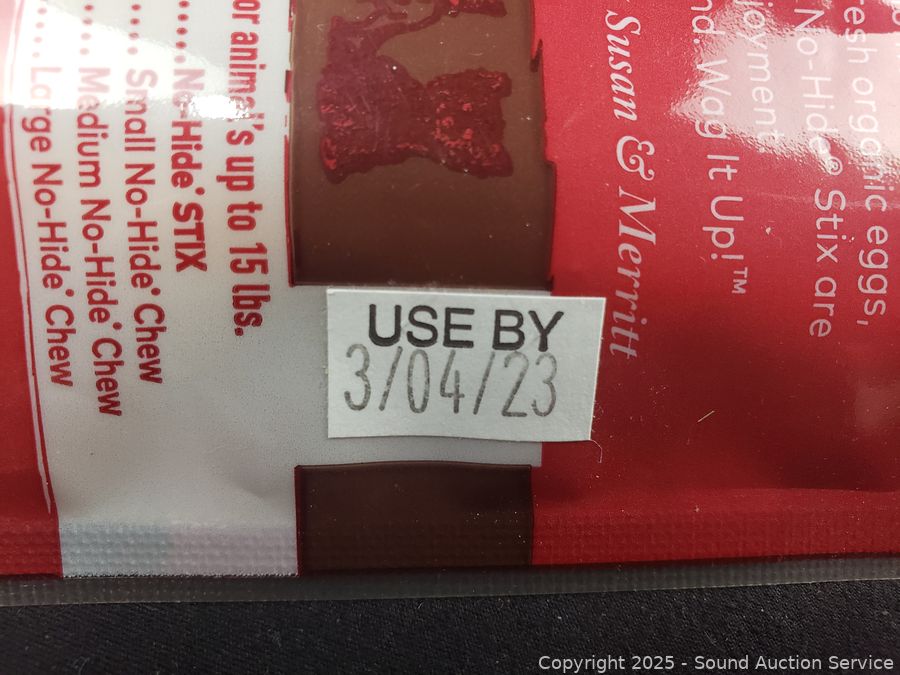 or animal's up to 15 lbs.
.....No-Hide® STIX
.... Small No-Hide® Chew
.... Medium No-Hide® Chew
....Large No-Hide® Chew
USE BY
3/04/23
resh organic eggs,
No-Hide® Stix are
joyment
nd. Wag It Up!™
Susan & Merritt
Copyright © 2025 - Sound Auction Service